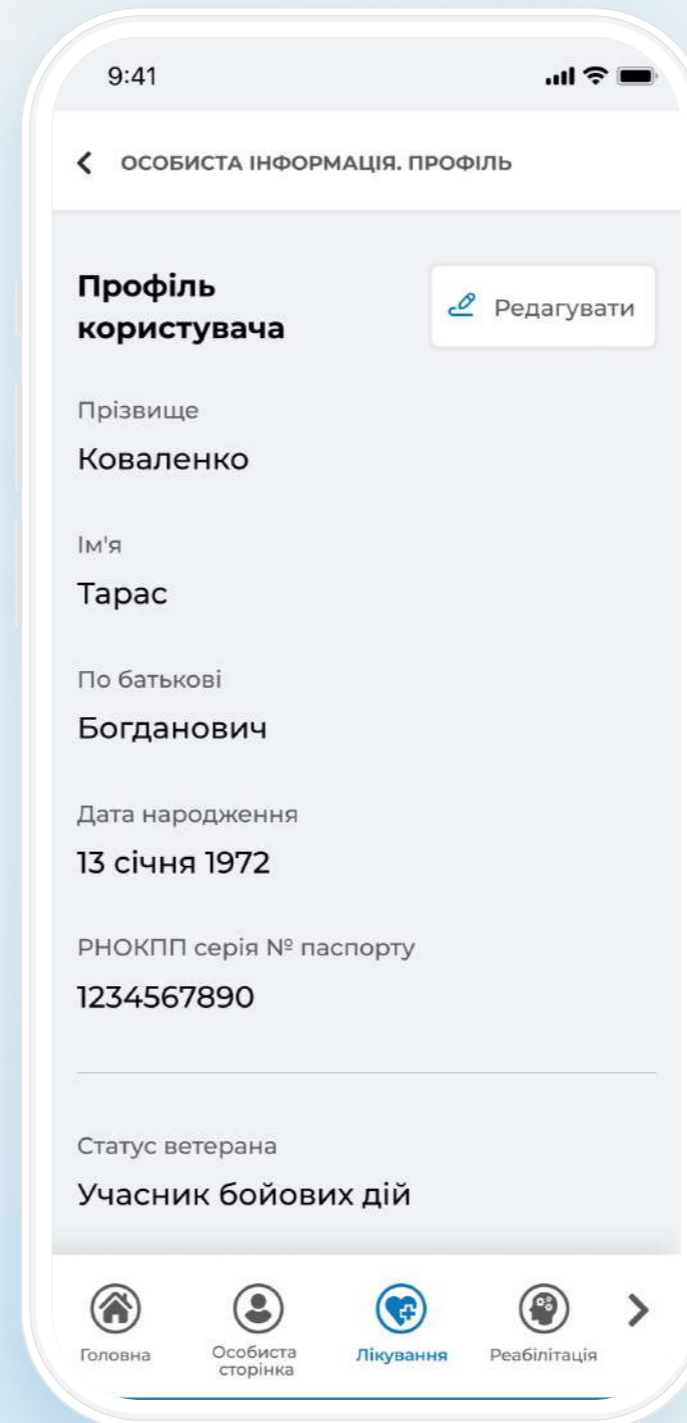 9:41
ОСОБИСТА ІНФОРМАЦІЯ. ПРОФІЛЬ
Профіль
користувача
Редагувати
Прізвище
Коваленко
Ім'я
Тарас
По батькові
Богданович
Дата народження
13 січня 1972
РНОКПП серія № паспорту
1234567890
Статус ветерана
Учасник бойових дій
Головна
Особиста
сторінка
Лікування
Реабілітація